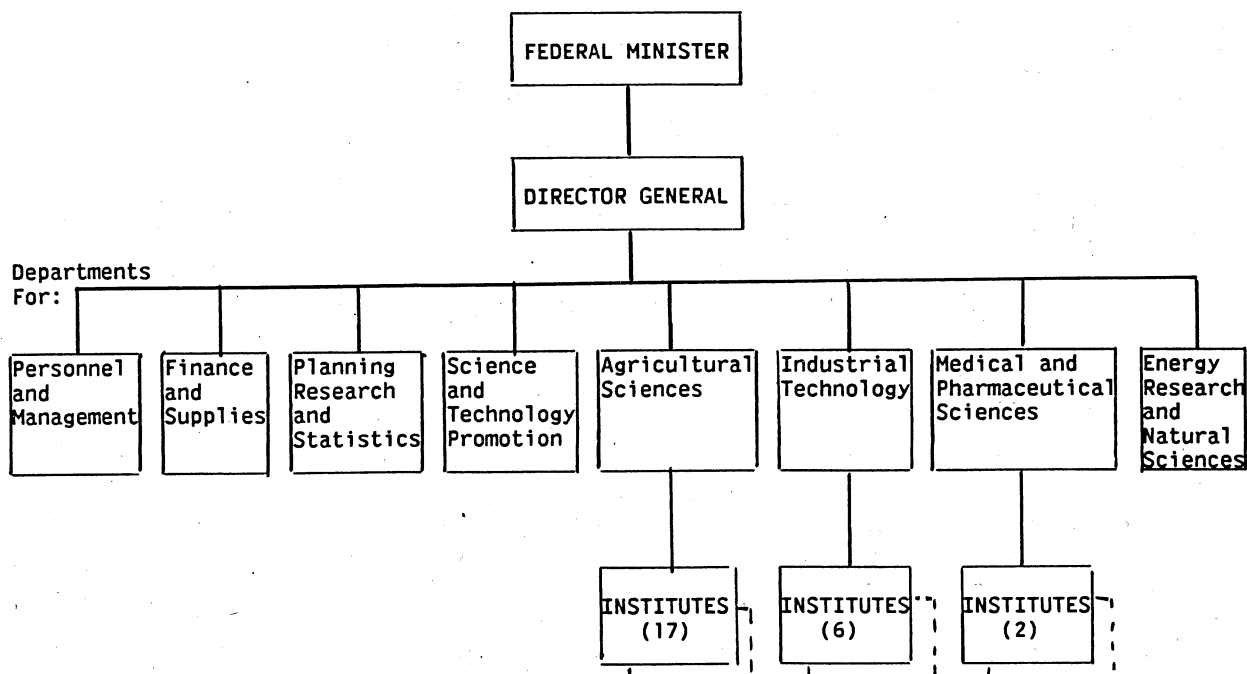 FEDERAL MINISTER
DIRECTOR GENERAL
Departments
For:
Personnel
and
Management
Finance
and
Supplies
Planning
Research
and
Statistics
Science
and
Technology
Promotion
Agricultural
Sciences
Industrial
Technology
Medical and
Pharmaceutical
Sciences
Energy
Research
and
Natural
Sciences
INSTITUTES
(17)
INSTITUTES
(6)
INSTITUTES
(2)